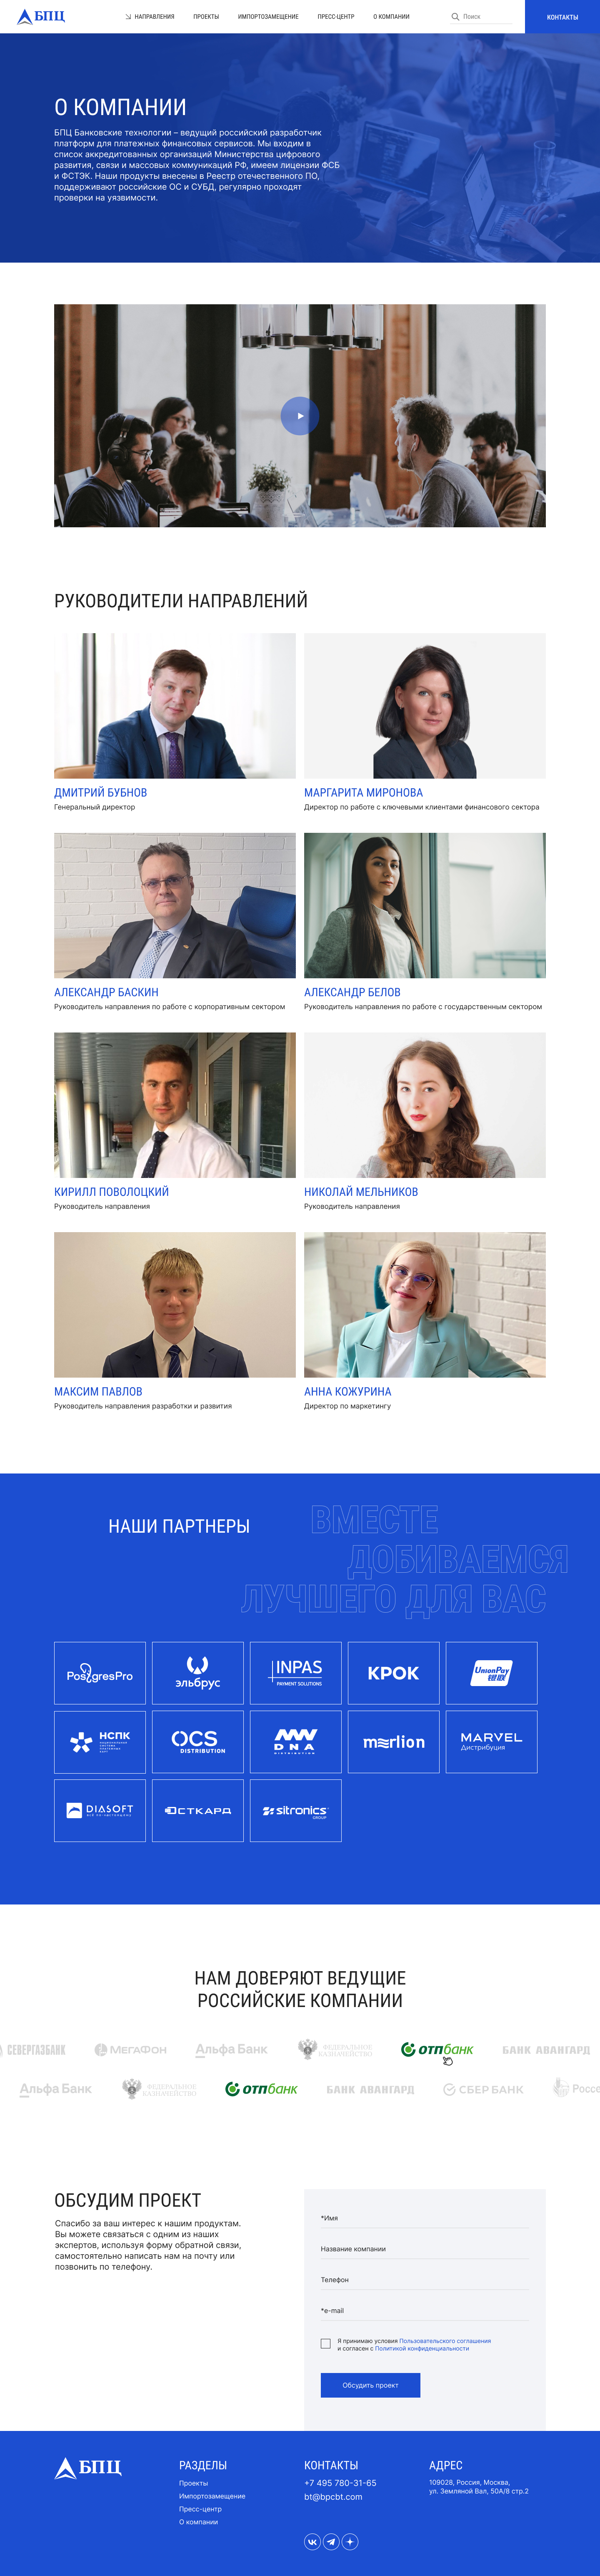 БПЦ
НАПРАВЛЕНИЯ
ПРОЕКТЫ
ИМПОРТОЗАМЕЩЕНИЕ
ПРЕСС-ЦЕНТР
О КОМПАНИИ
Поиск
КОНТАКТЫ
О КОМПАНИИ
БПЦ Банковские технологии – ведущий российский разработчик
платформ для платежных финансовых сервисов. Мы входим в
список аккредитованных организаций Министерства цифрового
развития, связи и массовых коммуникаций РФ, имеем лицензии ФСБ
и ФСТЭК. Наши продукты внесены в Реестр отечественного ПО,
поддерживают российские ОС и СУБД, регулярно проходят
проверки на уязвимости.
РУКОВОДИТЕЛИ НАПРАВЛЕНИЙ
ДМИТРИЙ БУБНОВ
Генеральный директор
МАРГАРИТА МИРОНОВА
Директор по работе с ключевыми клиентами финансового сектора
АЛЕКСАНДР БАСКИН
Руководитель направления по работе с корпоративным сектором
АЛЕКСАНДР БЕЛОВ
Руководитель направления по работе с государственным сектором
КИРИЛЛ ПОВОЛОЦКИЙ
Руководитель направления
НИКОЛАЙ МЕЛЬНИКОВ
Руководитель направления
МАКСИМ ПАВЛОВ
Руководитель направления разработки и развития
АННА КОЖУРИНА
Директор по маркетингу
НАШИ ПАРТНЕРЫ
ВМЕСТЕ
ДОБИВАЕМСЯ
ЛУЧШЕГО ДЛЯ ВАС
PostgresPro
эльбрус
INPAS
PAYMENT SOLUTIONS
КРОК
UnionPay
银联
НСПК
НАЦИОНАЛЬНАЯ
СИСТЕМА
ПЛАТЕЖНЫХ
КАРТ
OCS
DISTRIBUTION
DNA
DISTRIBUTION
merlion
MARVEL
Дистрибуция
DIASOFT
ОСТКАРД
sitronics
GROUP
НАМ ДОВЕРЯЮТ ВЕДУЩИЕ
РОССИЙСКИЕ КОМПАНИИ
СЕВЕРГАЗБАНК
МЕГАФОН
Альфа Банк
ФЕДЕРАЛЬНОЕ
КАЗНАЧЕЙСТВО
отпбанк
БАНК АВАНГАРД
Альфа Банк
ФЕДЕРАЛЬНОЕ
КАЗНАЧЕЙСТВО
отпбанк
БАНК АВАНГАРД
СБЕР БАНК
Россе
ОБСУДИМ ПРОЕКТ
Спасибо за ваш интерес к нашим продуктам.
Вы можете связаться с одним из наших
экспертов, используя форму обратной связи,
самостоятельно написать нам на почту или
позвонить по телефону.
*Имя
Название компании
Телефон
*e-mail
Я принимаю условия Пользовательского соглашения
и согласен с Политикой конфиденциальности
Обсудить проект
БПЦ
РАЗДЕЛЫ
Проекты
Импортозамещение
Пресс-центр
О компании
КОНТАКТЫ
+7 495 780-31-65
bt@bpcbt.com
АДРЕС
109028, Россия, Москва,
ул. Земляной Вал, 50А/8 стр.2